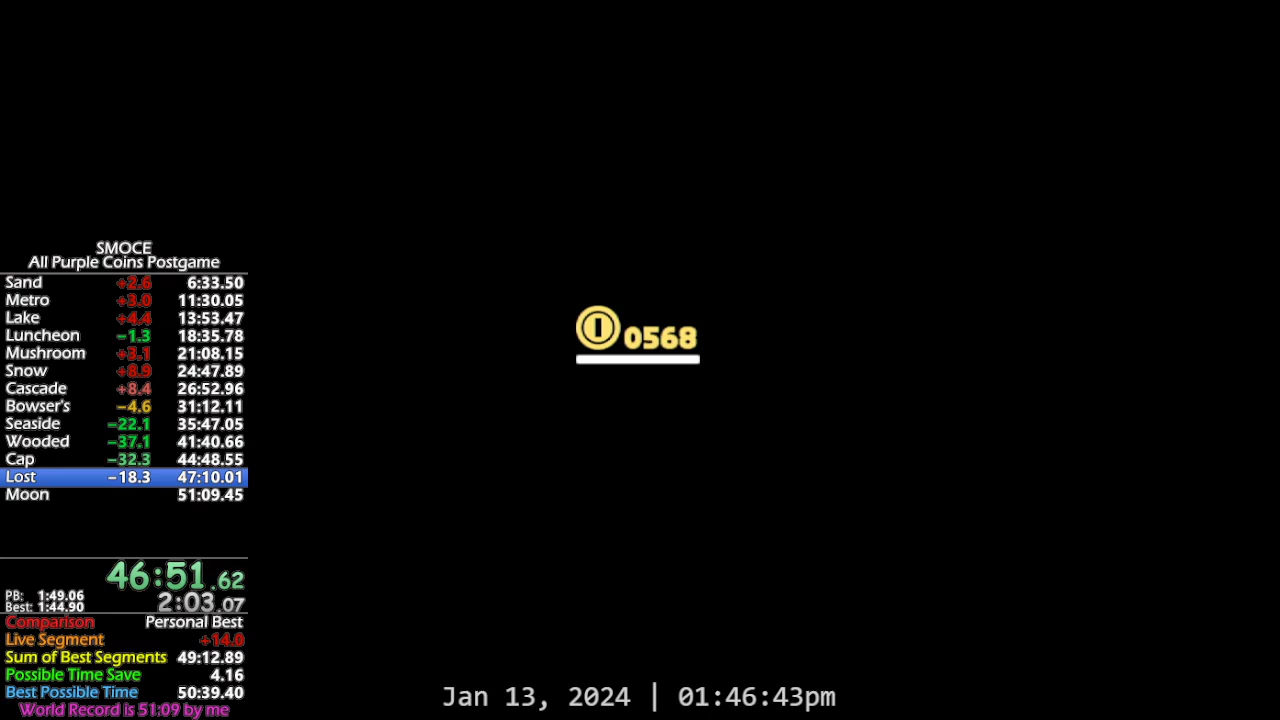 SMOCE
All Purple Coins Postgame
Sand +2.6 6:33.50
Metro +3.0 11:30.05
Lake +4.4 13:53.47
Luncheon −1.3 18:35.78
Mushroom +3.1 21:08.15
Snow +8.9 24:47.89
Cascade +8.4 26:52.96
Bowser's −4.6 31:12.11
Seaside −22.1 35:47.05
Wooded −37.1 41:40.66
Cap −32.3 44:48.55
Lost −18.3 47:10.01
Moon 51:09.45
46:51.62
PB: 1:49.06
Best: 1:44.90
2:03.07
Comparison Personal Best
Live Segment +14.0
Sum of Best Segments 49:12.89
Possible Time Save 4.16
Best Possible Time 50:39.40
World Record is 51:09 by me
0568
Jan 13, 2024 | 01:46:43pm